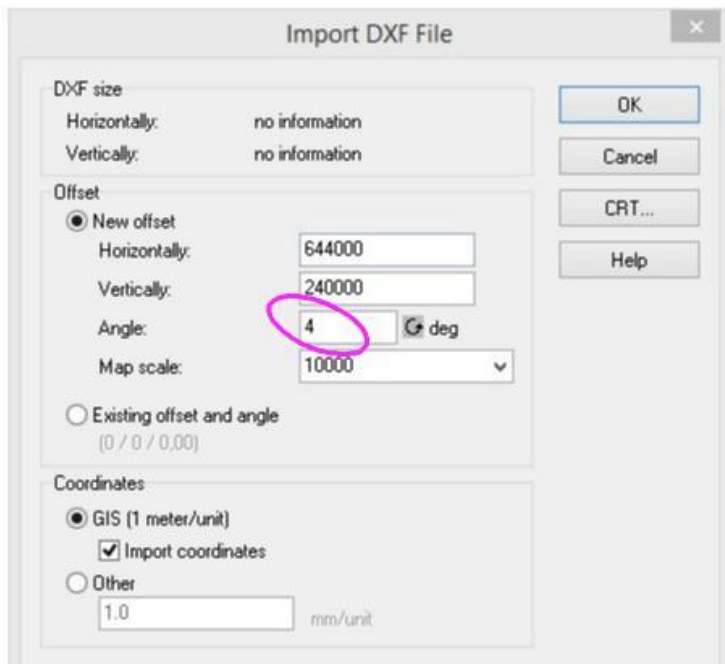 Import DXF File
DXF size
Horizontally: no information
Vertically: no information
OK
Cancel
CRT...
Help
Offset
New offset
Horizontally: 644000
Vertically: 240000
Angle: 4 deg
Map scale: 10000
Existing offset and angle
(0 / 0 / 0,00)
Coordinates
GIS (1 meter/unit)
Import coordinates
Other
1.0 mm/unit